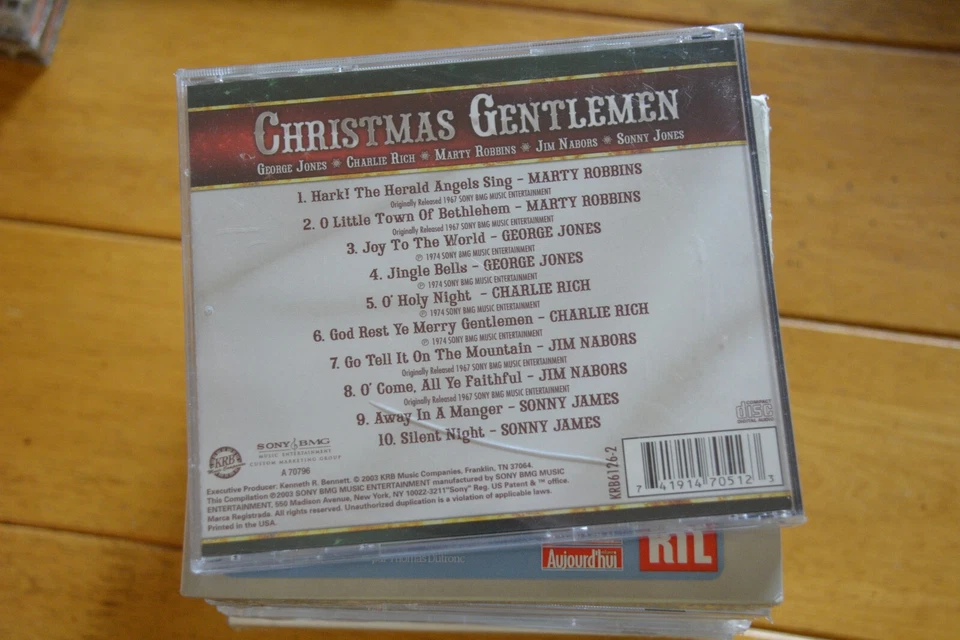 CHRISTMAS GENTLEMEN
GEORGE JONES * CHARLIE RICH * MARTY ROBBINS * JIM NABORS * SONNY JONES
1. Hark! The Herald Angels Sing - MARTY ROBBINS
Originally Released 1967 SONY BMG MUSIC ENTERTAINMENT
2. O Little Town Of Bethlehem - MARTY ROBBINS
Originally Released 1967 SONY BMG MUSIC ENTERTAINMENT
3. Joy To The World - GEORGE JONES
℗ 1974 SONY BMG MUSIC ENTERTAINMENT
4. Jingle Bells - GEORGE JONES
℗ 1974 SONY BMG MUSIC ENTERTAINMENT
5. O' Holy Night - CHARLIE RICH
℗ 1974 SONY BMG MUSIC ENTERTAINMENT
6. God Rest Ye Merry Gentlemen - CHARLIE RICH
℗ 1974 SONY BMG MUSIC ENTERTAINMENT
7. Go Tell It On The Mountain - JIM NABORS
Originally Released 1967 SONY BMG MUSIC ENTERTAINMENT
8. O' Come, All Ye Faithful - JIM NABORS
Originally Released 1967 SONY BMG MUSIC ENTERTAINMENT
9. Away In A Manger - SONNY JAMES
10. Silent Night - SONNY JAMES
COMPACT
disc
DIGITAL AUDIO
KRB
SONY BMG
MUSIC ENTERTAINMENT
CUSTOM MARKETING GROUP
A 70796
KRB6126-2
7 41914 70512 3
Executive Producer: Kenneth R. Bennett. © 2003 KRB Music Companies, Franklin, TN 37064.
This Compilation ©2003 SONY BMG MUSIC ENTERTAINMENT manufactured by SONY BMG MUSIC
ENTERTAINMENT, 550 Madison Avenue, New York, NY 10022-3211"Sony" Reg. US Patent & ™ office.
Marca Registrada. All rights reserved. Unauthorized duplication is a violation of applicable laws.
Printed in the USA.
Aujourd'hui
RTL